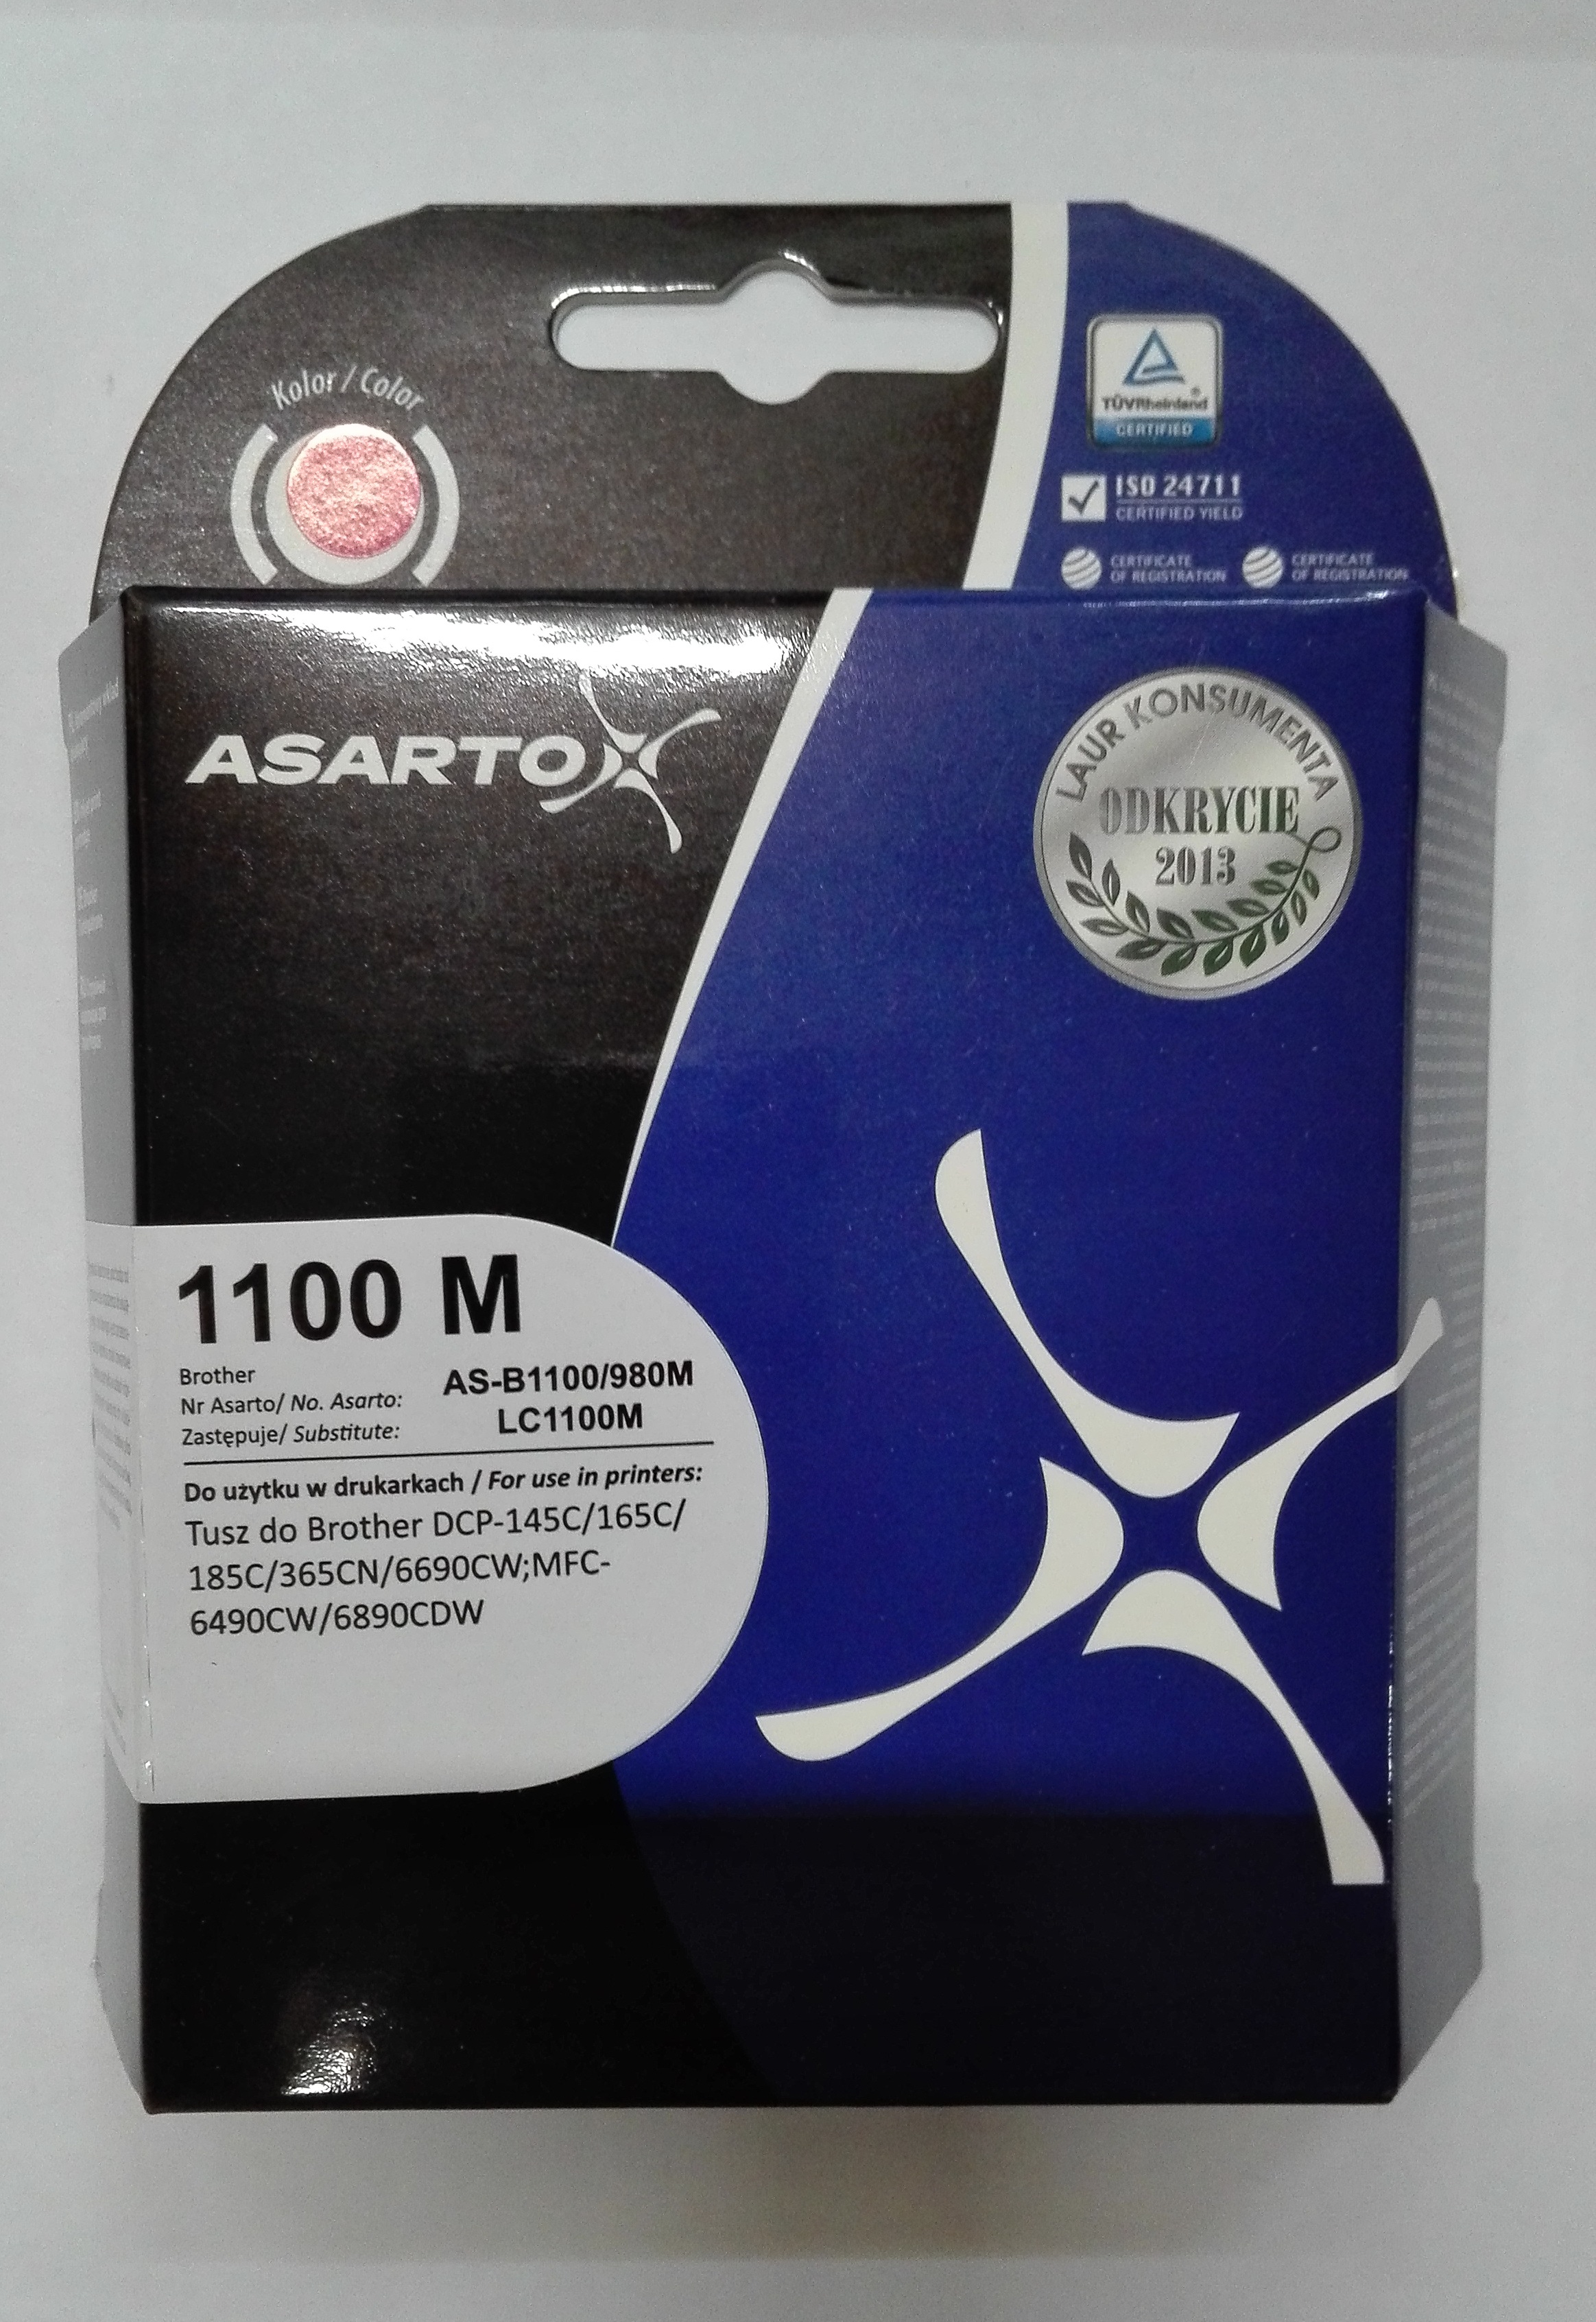 Kolor / Color
TÜVRheinland®
CERTIFIED
ISO 24711
CERTIFIED YIELD
CERTIFICATE
OF REGISTRATION
CERTIFICATE
OF REGISTRATION
ASARTO
LAUR KONSUMENTA
ODKRYCIE
2013
1100 M
Brother
Nr Asarto/ No. Asarto: AS-B1100/980M
Zastępuje/ Substitute: LC1100M
Do użytku w drukarkach / For use in printers:
Tusz do Brother DCP-145C/165C/
185C/365CN/6690CW;MFC-
6490CW/6890CDW